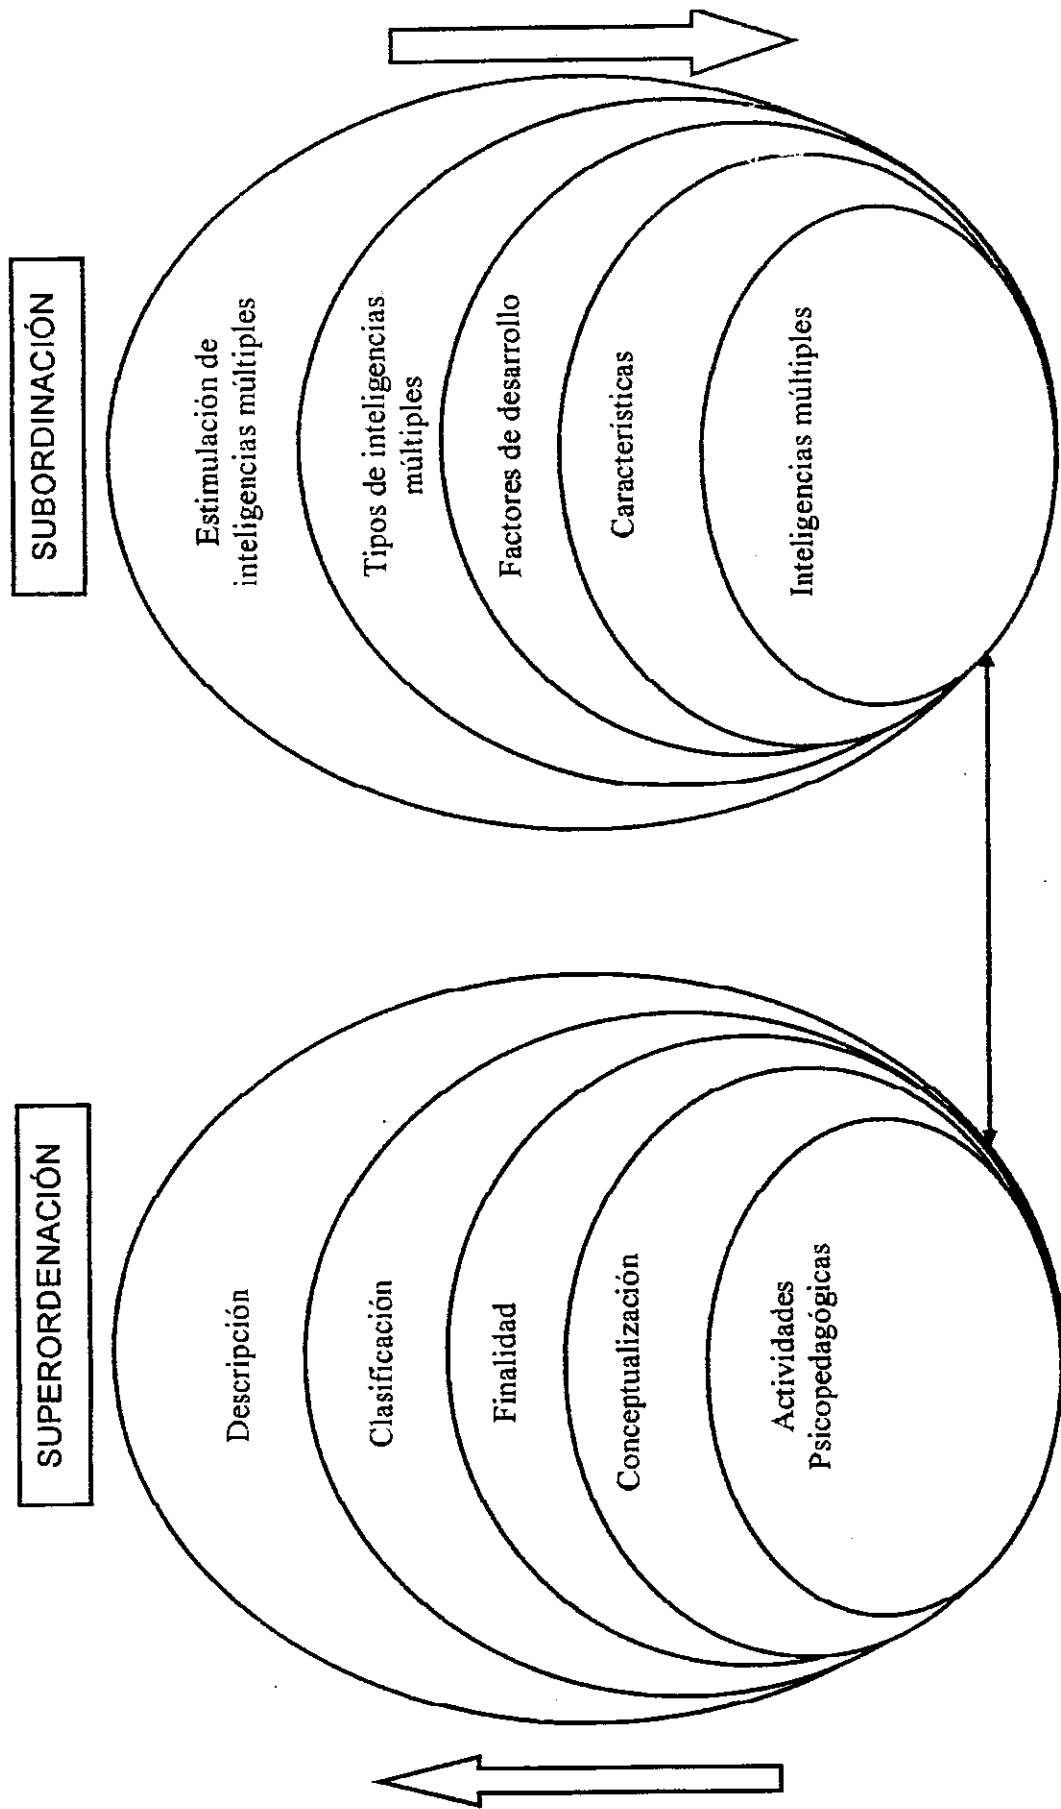 SUPERORDENACIÓN
Descripción
Clasificación
Finalidad
Conceptualización
Actividades
Psicopedagógicas
SUBORDINACIÓN
Estimulación de
inteligencias múltiples
Tipos de inteligencias
múltiples
Factores de desarrollo
Características
Inteligencias múltiples